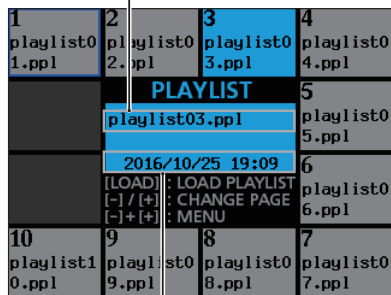 1
playlist0
1.ppl
2
playlist0
2.ppl
3
playlist0
3.ppl
4
playlist0
4.ppl
PLAYLIST
playlist03.ppl
2016/10/25 19:09
[LOAD] : LOAD PLAYLIST
[-] / [+] : CHANGE PAGE
[-]+[+] : MENU
5
playlist0
5.ppl
6
playlist0
6.ppl
10
playlist1
0.ppl
9
playlist0
9.ppl
8
playlist0
8.ppl
7
playlist0
7.ppl